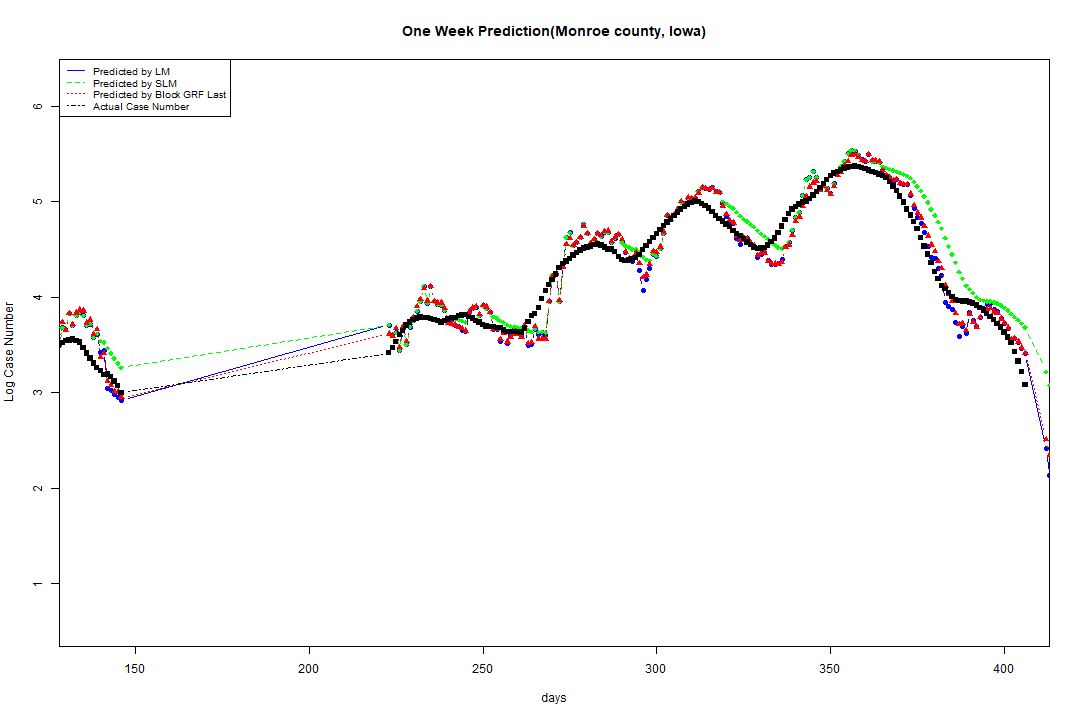 One Week Prediction(Monroe county, Iowa)
Predicted by LM
Predicted by SLM
Predicted by Block GRF Last
Actual Case Number
6
5
4
3
2
1
Log Case Number
150 200 250 300 350 400
days